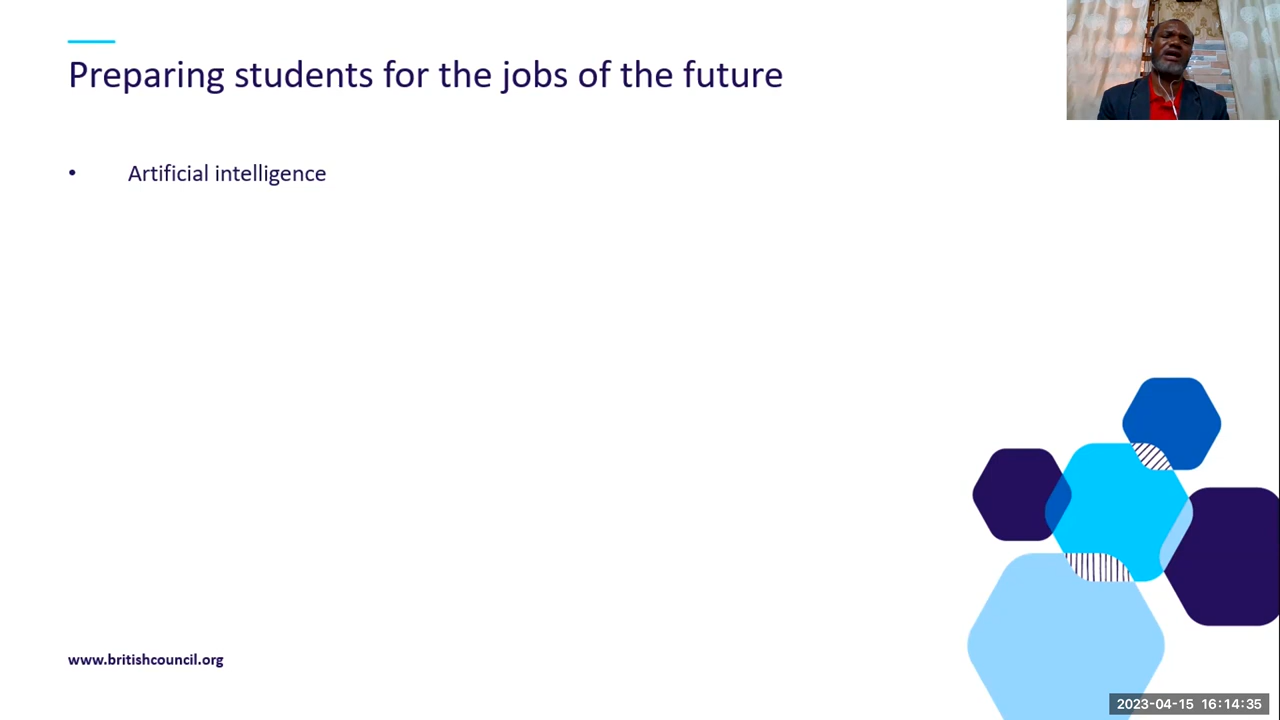 Preparing students for the jobs of the future
• Artificial intelligence
www.britishcouncil.org
2023-04-15 16:14:35